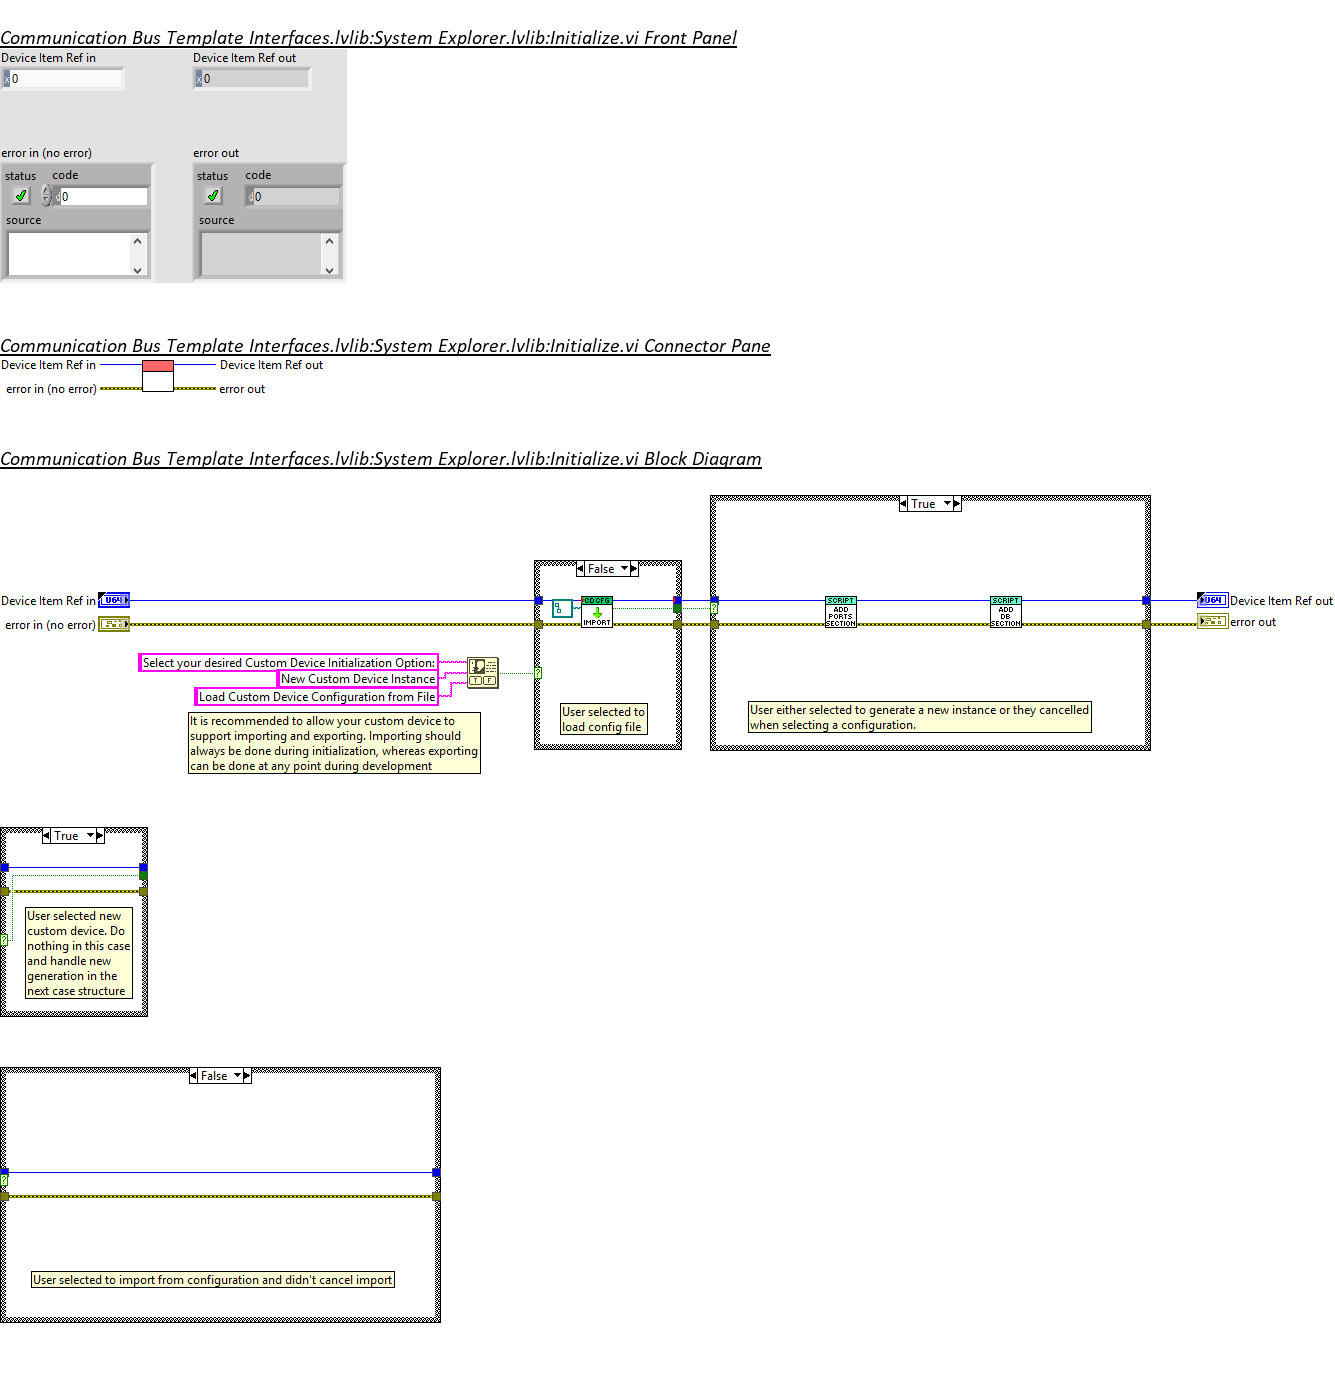 Communication Bus Template Interfaces.lvlib:System Explorer.lvlib:Initialize.vi Front Panel
Device Item Ref in
Device Item Ref out
x 0
x 0
error in (no error)
error out
status code
status code
d 0
d 0
source
source
Communication Bus Template Interfaces.lvlib:System Explorer.lvlib:Initialize.vi Connector Pane
Device Item Ref in
Device Item Ref out
error in (no error)
error out
Communication Bus Template Interfaces.lvlib:System Explorer.lvlib:Initialize.vi Block Diagram
True
False
Device Item Ref in
U64
CDCFG
IMPORT
SCRIPT
ADD
PORTS
SECTION
SCRIPT
ADD
DB
SECTION
U64
Device Item Ref out
error in (no error)
error out
?
?
Select your desired Custom Device Initialization Option:
New Custom Device Instance
Load Custom Device Configuration from File
T F
It is recommended to allow your custom device to
support importing and exporting. Importing should
always be done during initialization, whereas exporting
can be done at any point during development
User selected to
load config file
User either selected to generate a new instance or they cancelled
when selecting a configuration.
True
?
User selected new
custom device. Do
nothing in this case
and handle new
generation in the
next case structure
False
?
User selected to import from configuration and didn't cancel import